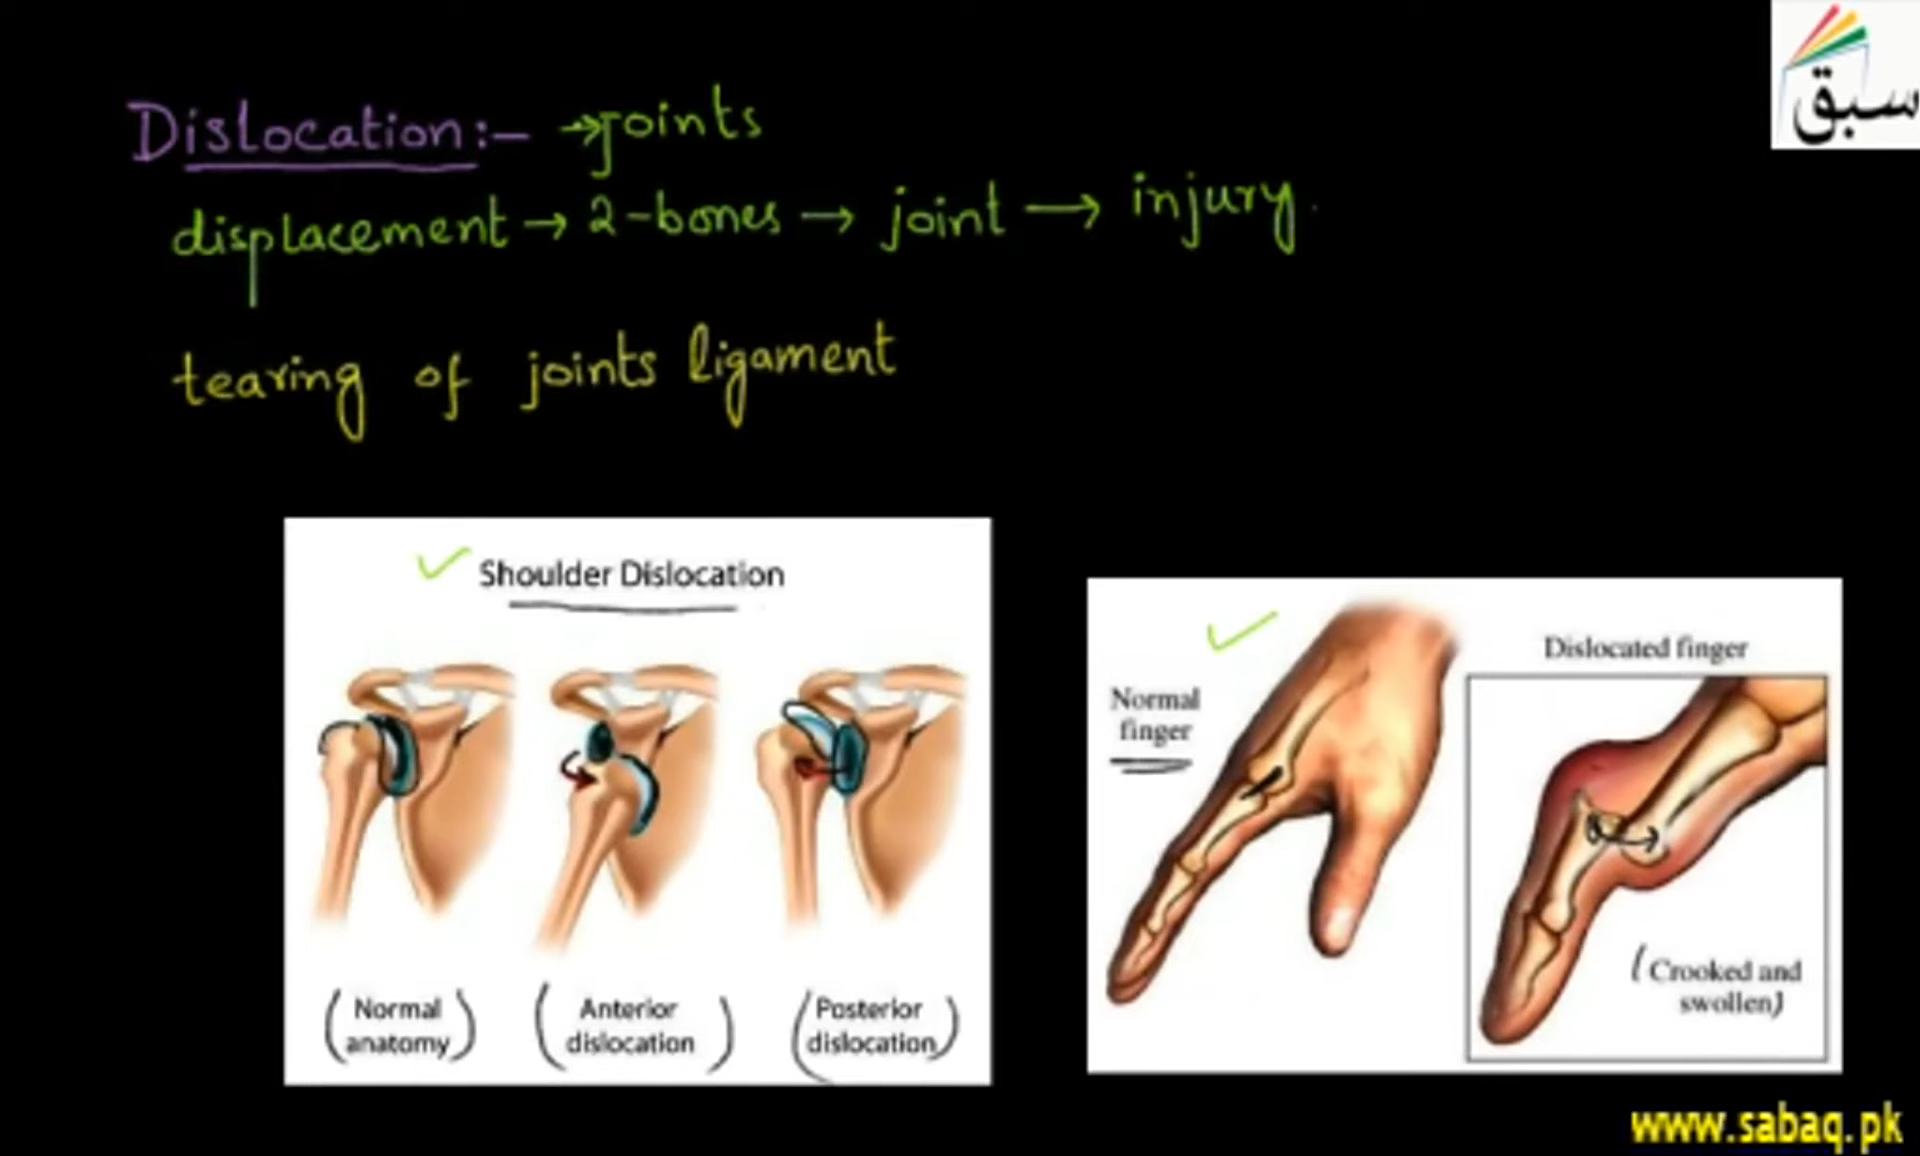 سبق
Dislocation:- → Joints
displacement → 2-bones → joint → injury.
tearing of joints ligament
Shoulder Dislocation
Normal anatomy
Anterior dislocation
Posterior dislocation
Normal finger
Dislocated finger
(Crooked and swollen)
www.sabaq.pk